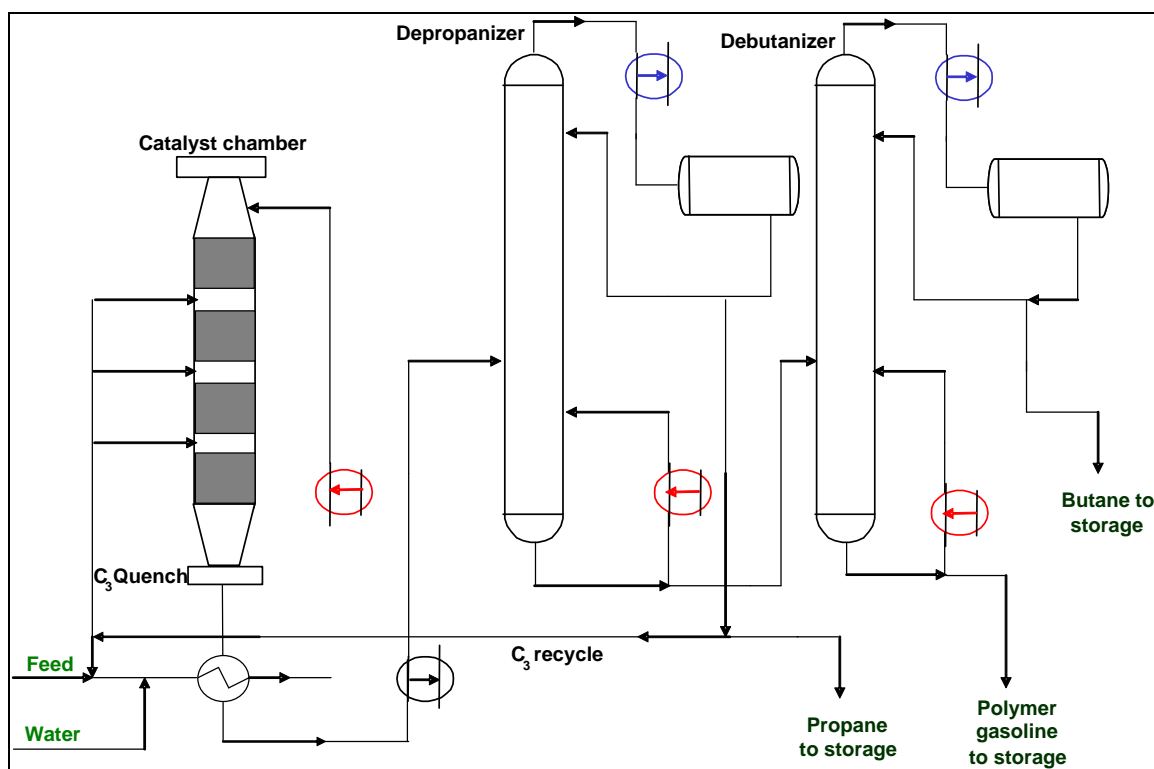 Depropanizer
Debutanizer
Catalyst chamber
C3 Quench
C3 recycle
Feed
Water
Butane to
storage
Propane
to storage
Polymer
gasoline
to storage